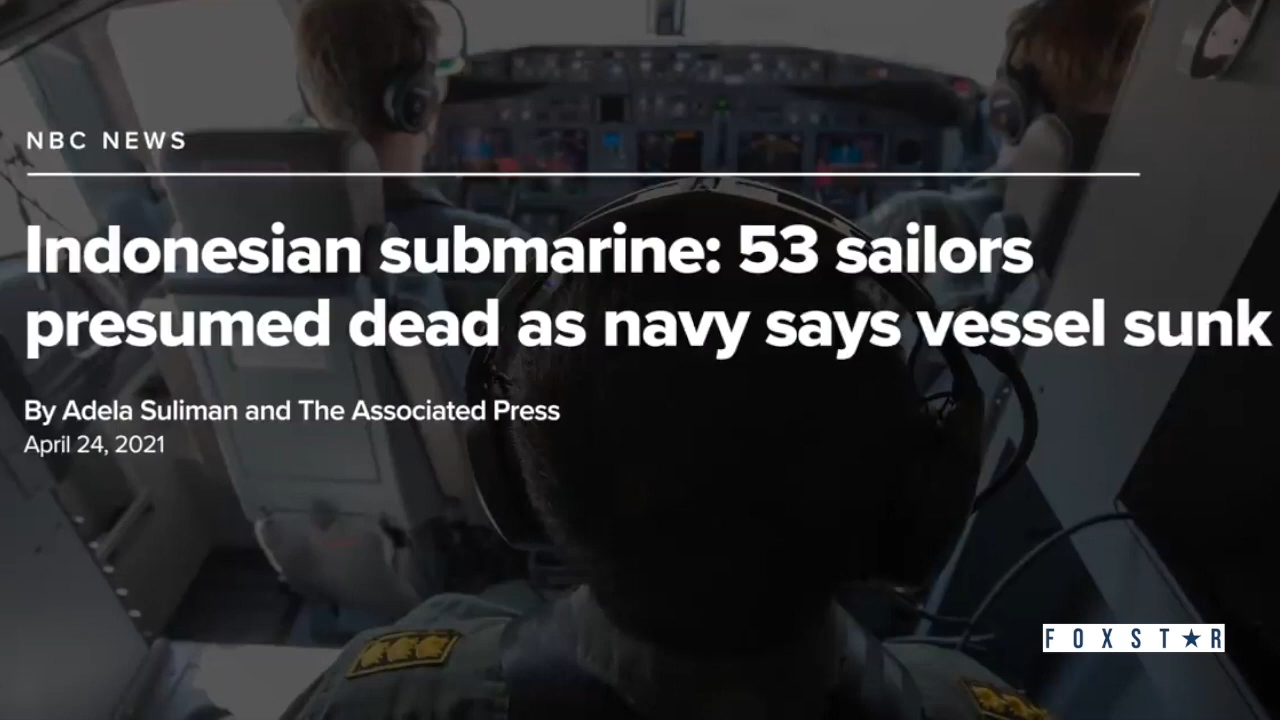 NBC NEWS
Indonesian submarine: 53 sailors
presumed dead as navy says vessel sunk
By Adela Suliman and The Associated Press
April 24, 2021
FOXST★R